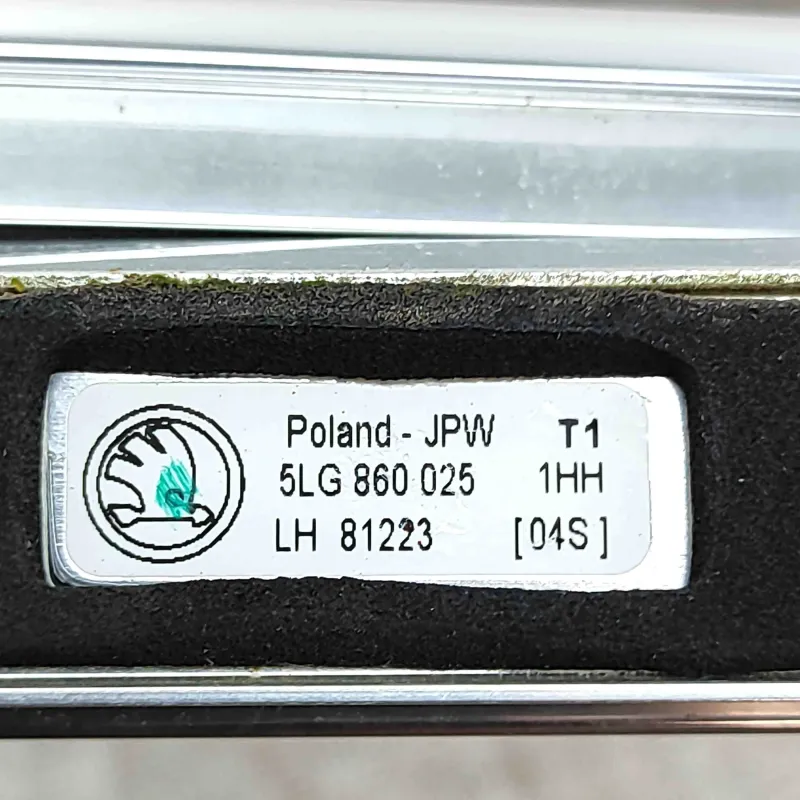 Poland - JPW T1
5LG 860 025 1HH
LH 81223 [04S]